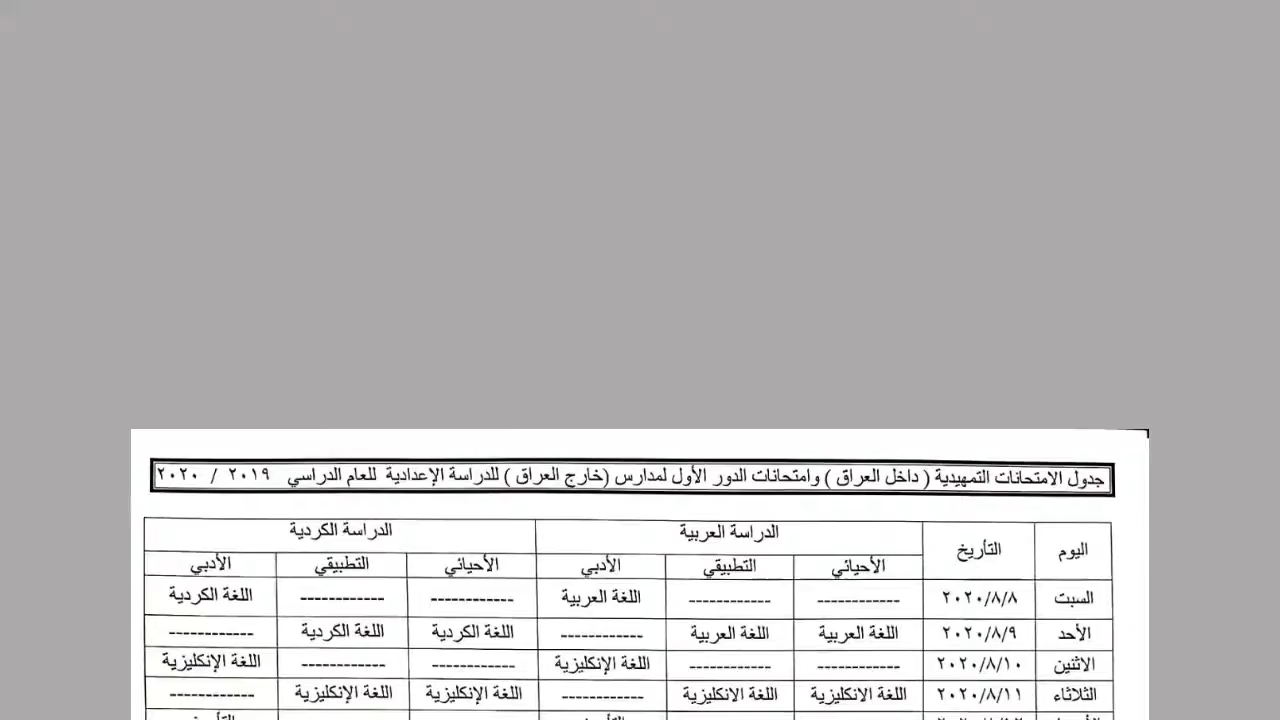 جدول الامتحانات التمهيدية ( داخل العراق ) وامتحانات الدور الأول لمدارس (خارج العراق ) للدراسة الإعدادية للعام الدراسي ٢٠١٩ / ٢٠٢٠
اليوم التأريخ الدراسة العربية الدراسة الكردية
الأحيائي التطبيقي الأدبي الأحيائي التطبيقي الأدبي
السبت ٢٠٢٠/٨/٨ ------------ ------------ اللغة العربية ------------ ------------ اللغة الكردية
الأحد ٢٠٢٠/٨/٩ اللغة العربية اللغة العربية ------------ اللغة الكردية اللغة الكردية ------------
الاثنين ٢٠٢٠/٨/١٠ ------------ ------------ اللغة الإنكليزية ------------ ------------ اللغة الإنكليزية
الثلاثاء ٢٠٢٠/٨/١١ اللغة الانكليزية اللغة الانكليزية ------------ اللغة الإنكليزية اللغة الإنكليزية ------------